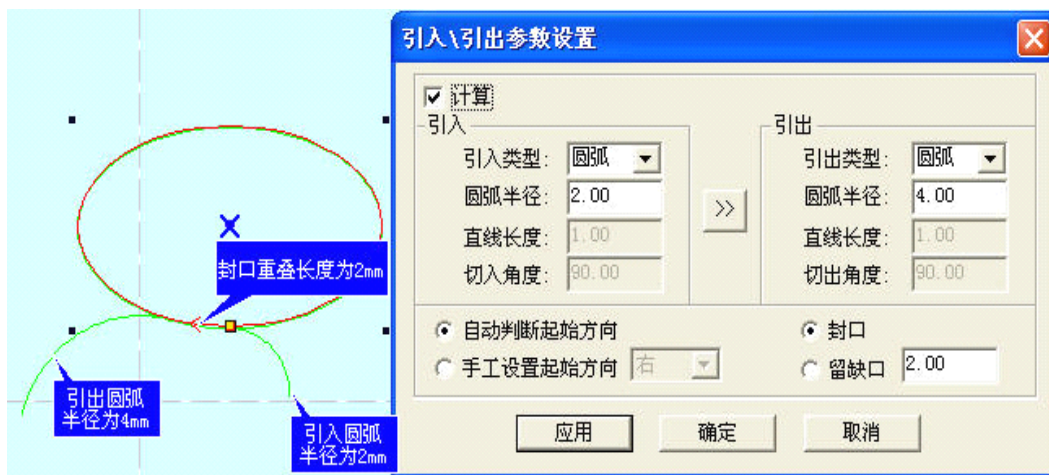 封口重叠长度为2mm
引出圆弧
半径为4mm
引入圆弧
半径为2mm
引入\引出参数设置
计算
引入
引入类型: 圆弧
圆弧半径: 2.00
直线长度: 1.00
切入角度: 90.00
>>
引出
引出类型: 圆弧
圆弧半径: 4.00
直线长度: 1.00
切出角度: 90.00
自动判断起始方向
手工设置起始方向 右
封口
留缺口 2.00
应用
确定
取消